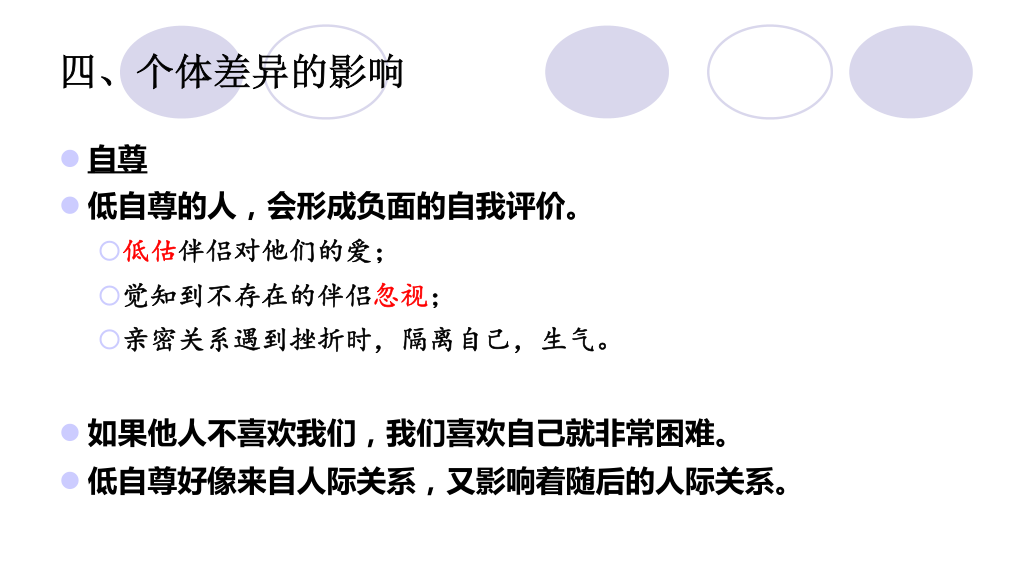 四、个体差异的影响
自尊
低自尊的人，会形成负面的自我评价。
低估伴侣对他们的爱；
觉知到不存在的伴侣忽视；
亲密关系遇到挫折时，隔离自己，生气。
如果他人不喜欢我们，我们喜欢自己就非常困难。
低自尊好像来自人际关系，又影响着随后的人际关系。